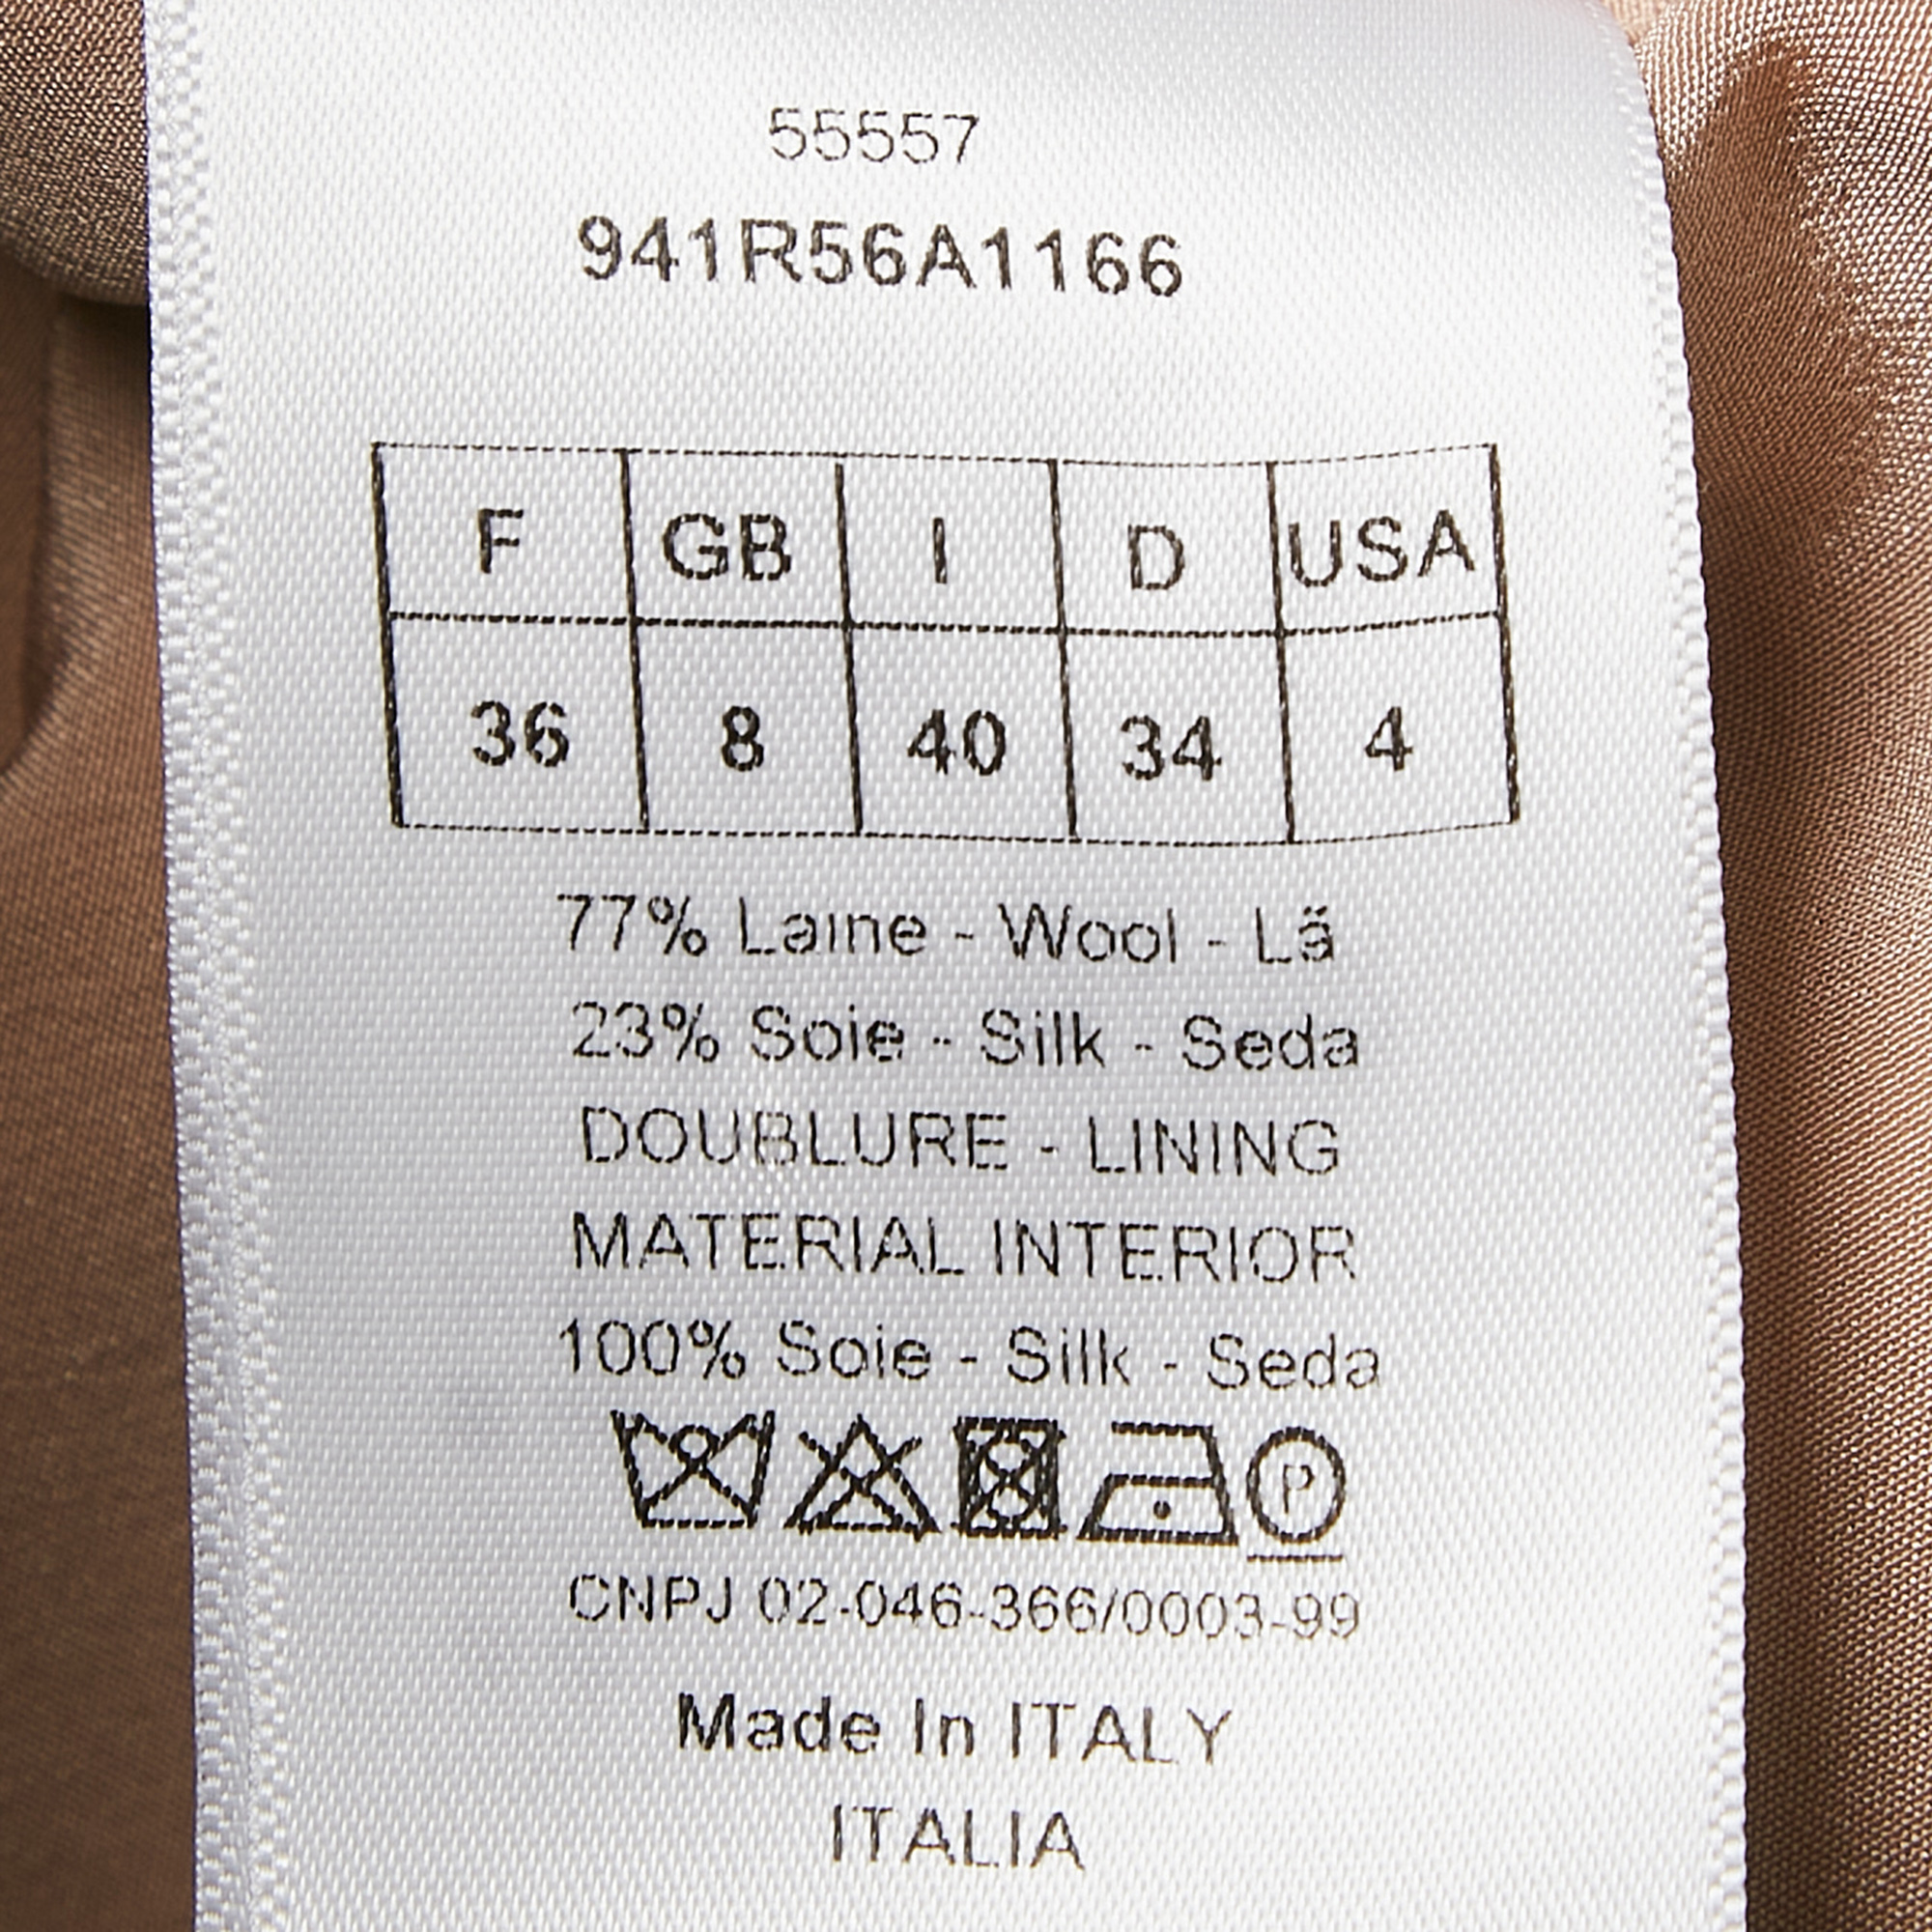 55557
941R56A1166
F GB I D USA
36 8 40 34 4
77% Laine - Wool - Lã
23% Soie - Silk - Seda
DOUBLURE - LINING
MATERIAL INTERIOR
100% Soie - Silk - Seda
P
CNPJ 02-046-366/0003-99
Made In ITALY
ITALIA